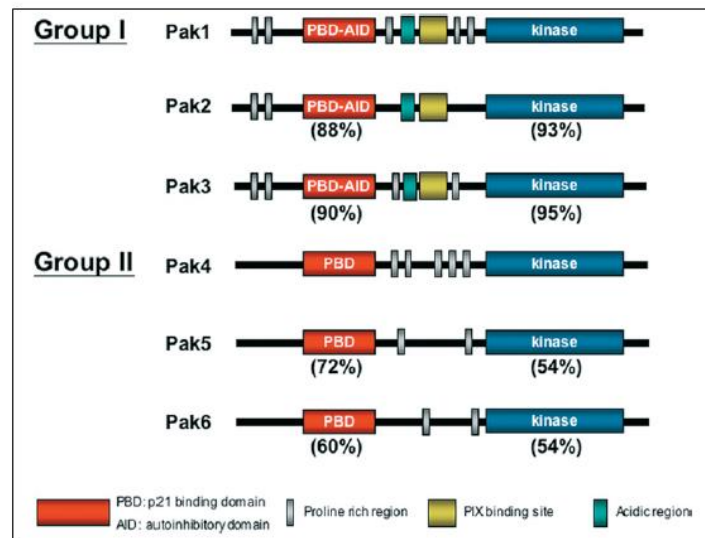 Group I Pak1 PBD-AID kinase
Pak2 PBD-AID kinase
(88%) (93%)
Pak3 PBD-AID kinase
(90%) (95%)
Group II Pak4 PBD kinase
Pak5 PBD kinase
(72%) (54%)
Pak6 PBD kinase
(60%) (54%)
PBD: p21 binding domain
AID: autoinhibitory domain
Proline rich region
PIX binding site
Acidic region